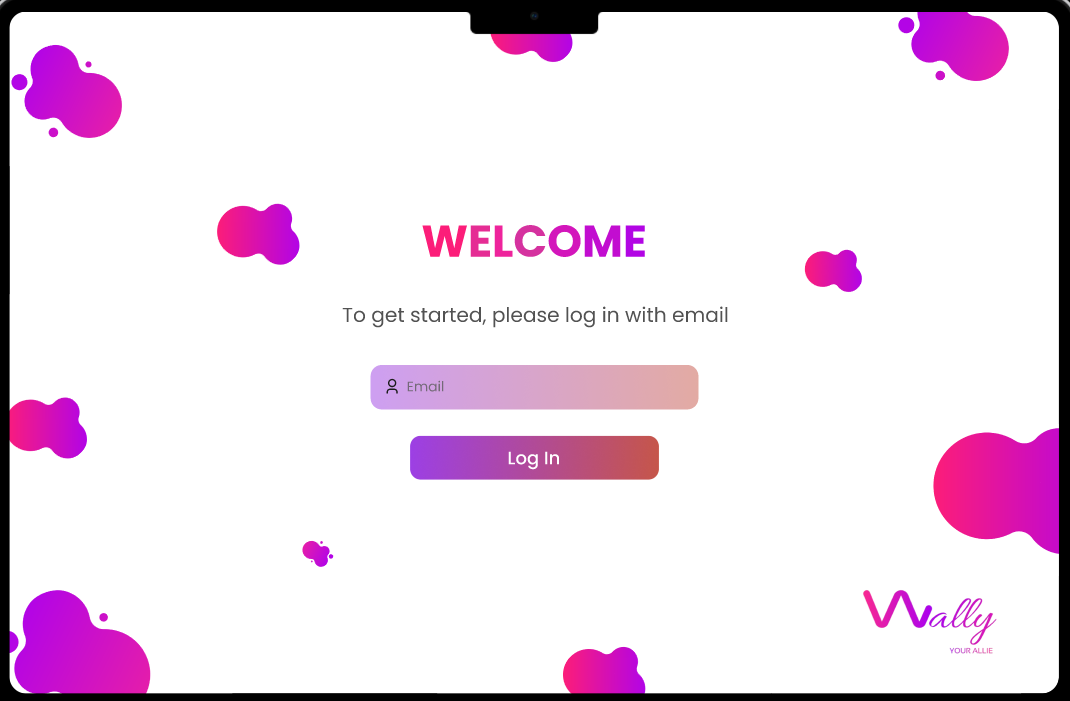 WELCOME
To get started, please log in with email
Email
Log In
Wally
YOUR ALLIE